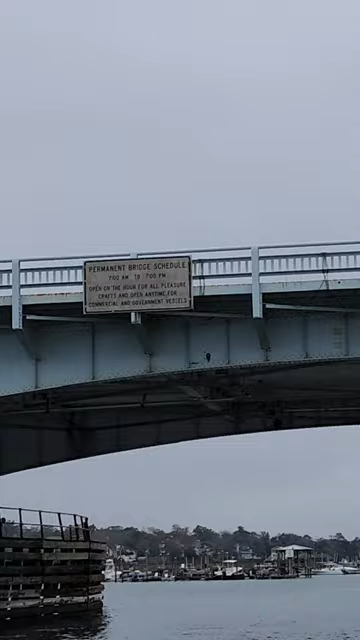 PERMANENT BRIDGE SCHEDULE
7:00 AM TO 7:00 PM
OPEN ON THE HOUR FOR ALL PLEASURE
CRAFTS AND OPEN ANYTIME FOR
COMMERCIAL AND GOVERNMENT VESSELS